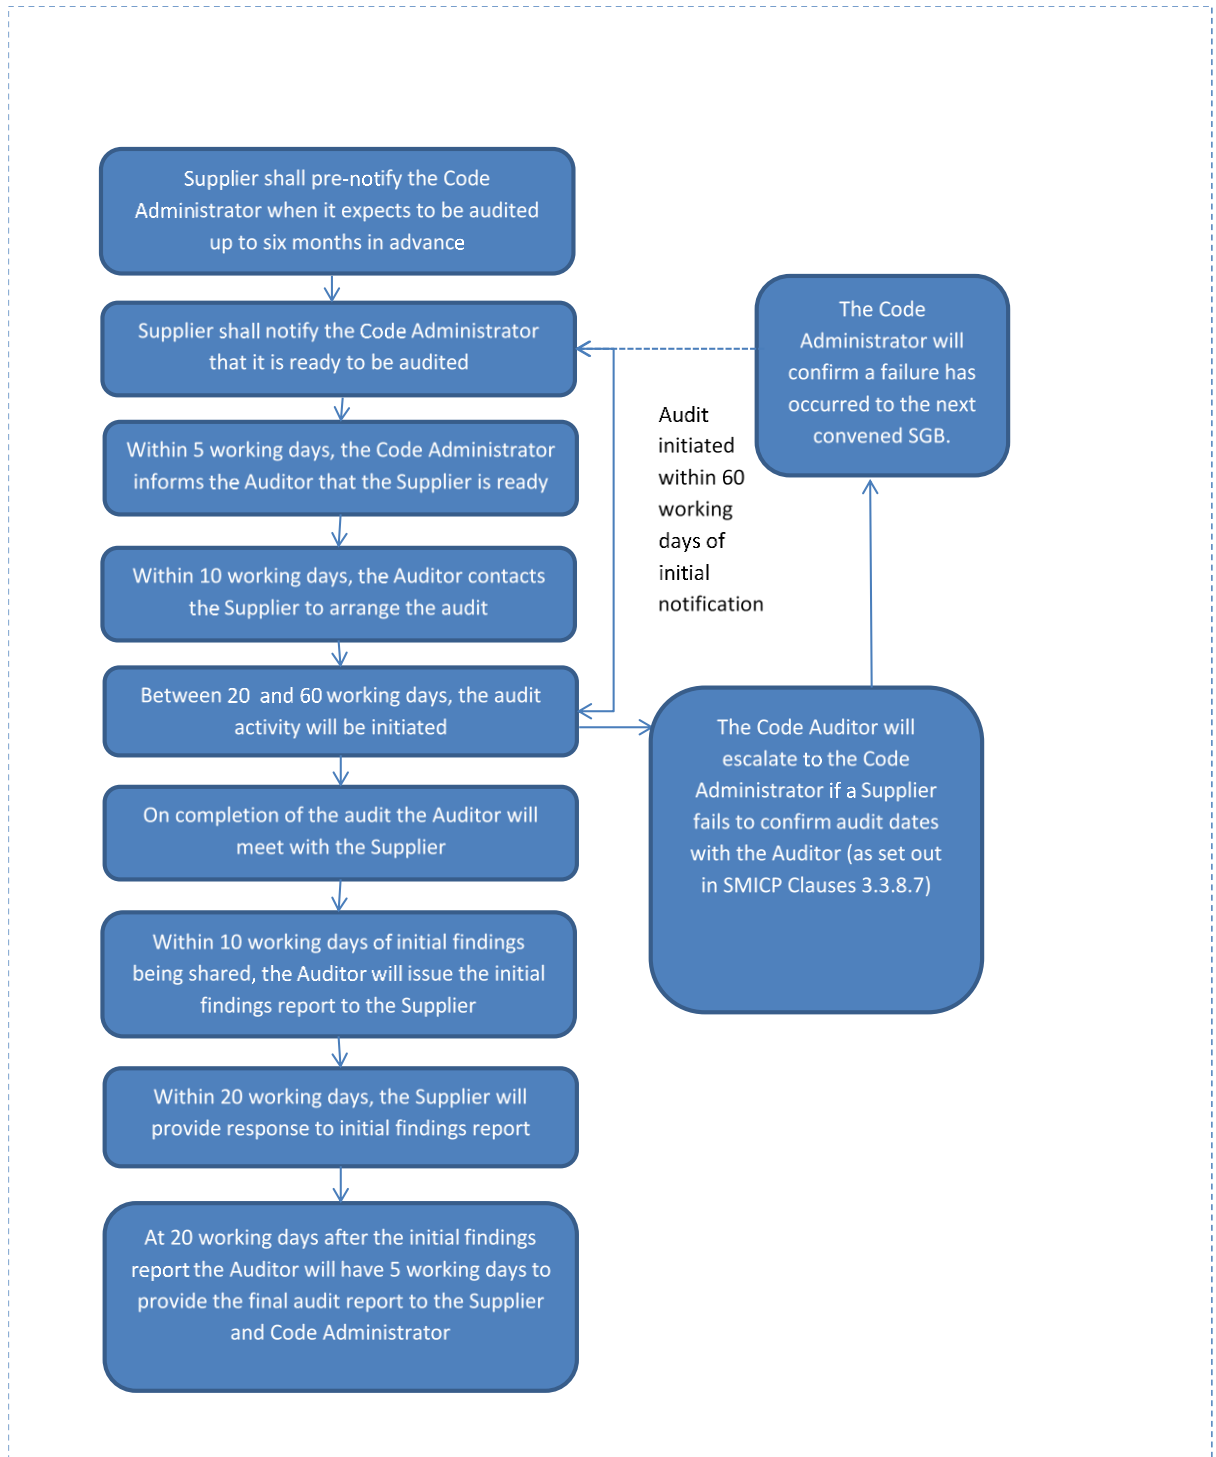 Supplier shall pre-notify the Code
Administrator when it expects to be audited
up to six months in advance
Supplier shall notify the Code Administrator
that it is ready to be audited
Within 5 working days, the Code Administrator
informs the Auditor that the Supplier is ready
Within 10 working days, the Auditor contacts
the Supplier to arrange the audit
Between 20 and 60 working days, the audit
activity will be initiated
On completion of the audit the Auditor will
meet with the Supplier
Within 10 working days of initial findings
being shared, the Auditor will issue the initial
findings report to the Supplier
Within 20 working days, the Supplier will
provide response to initial findings report
At 20 working days after the initial findings
report the Auditor will have 5 working days to
provide the final audit report to the Supplier
and Code Administrator
Audit
initiated
within 60
working
days of
initial
notification
The Code
Administrator will
confirm a failure has
occurred to the next
convened SGB.
The Code Auditor will
escalate to the Code
Administrator if a Supplier
fails to confirm audit dates
with the Auditor (as set out
in SMICP Clauses 3.3.8.7)